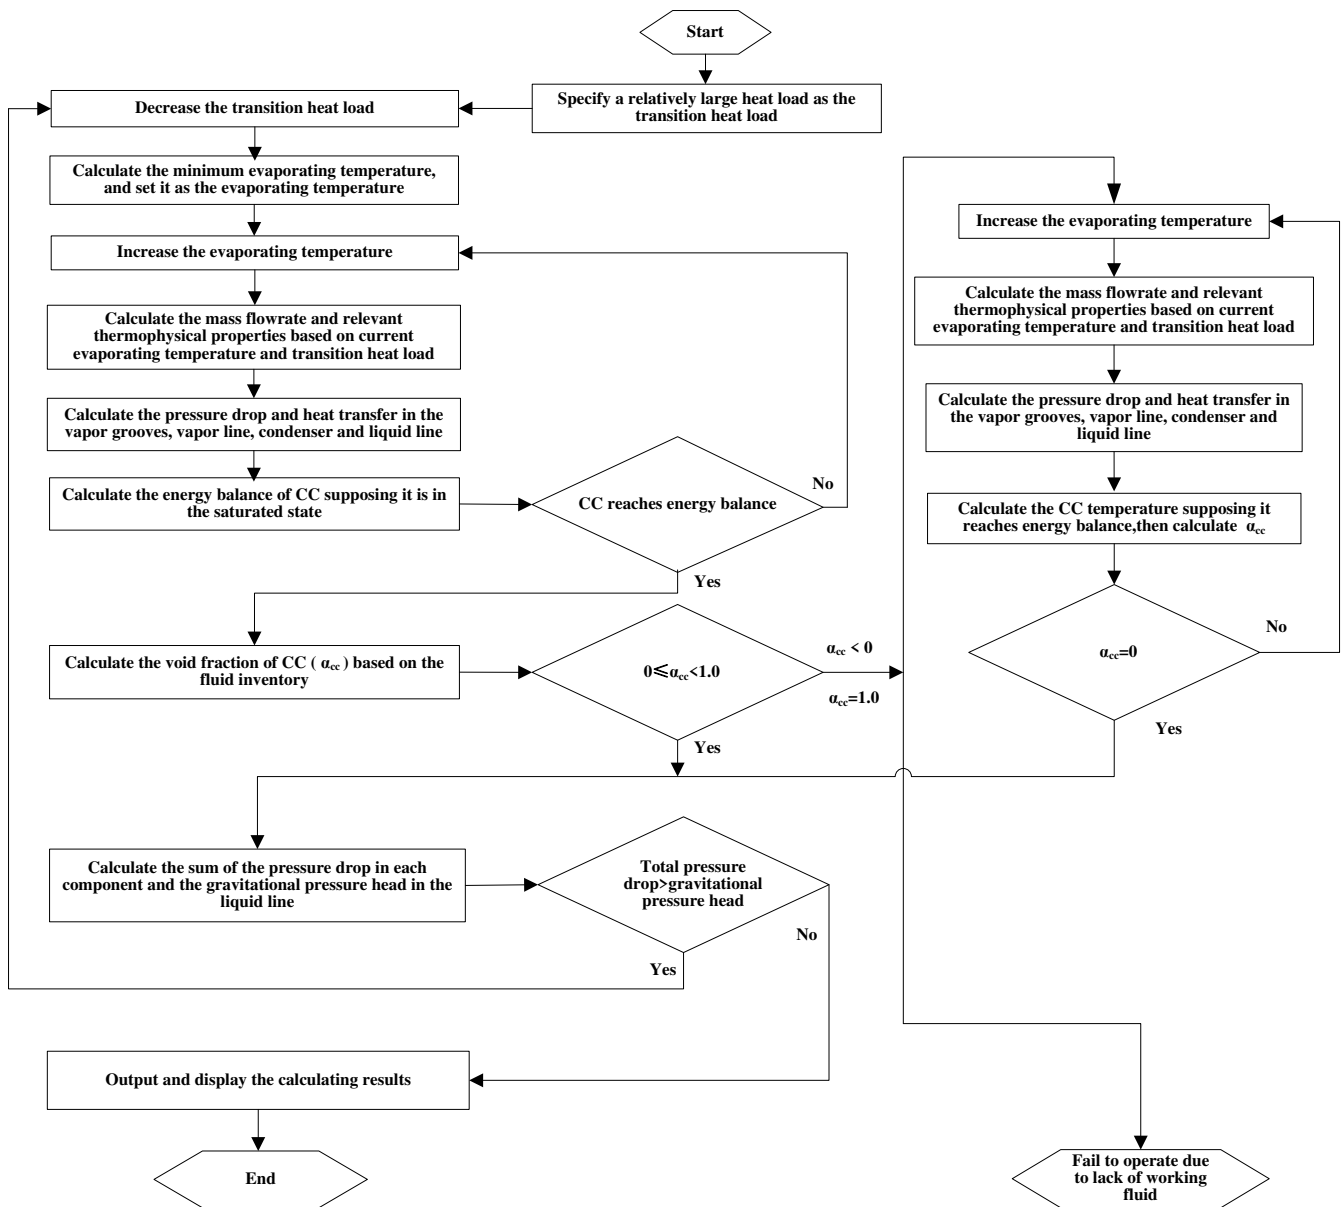 Start
Specify a relatively large heat load as the
transition heat load
Decrease the transition heat load
Calculate the minimum evaporating temperature,
and set it as the evaporating temperature
Increase the evaporating temperature
Calculate the mass flowrate and relevant
thermophysical properties based on current
evaporating temperature and transition heat load
Calculate the pressure drop and heat transfer in the
vapor grooves, vapor line, condenser and liquid line
Calculate the energy balance of CC supposing it is in
the saturated state
CC reaches energy balance
No
Yes
Calculate the void fraction of CC ( αcc ) based on the
fluid inventory
0≤αcc<1.0
αcc < 0
αcc=1.0
Yes
Increase the evaporating temperature
Calculate the mass flowrate and relevant
thermophysical properties based on current
evaporating temperature and transition heat load
Calculate the pressure drop and heat transfer in
the vapor grooves, vapor line, condenser and
liquid line
Calculate the CC temperature supposing it
reaches energy balance,then calculate αcc
αcc=0
No
Yes
Calculate the sum of the pressure drop in each
component and the gravitational pressure head in the
liquid line
Total pressure
drop>gravitational
pressure head
No
Yes
Output and display the calculating results
End
Fail to operate due
to lack of working
fluid